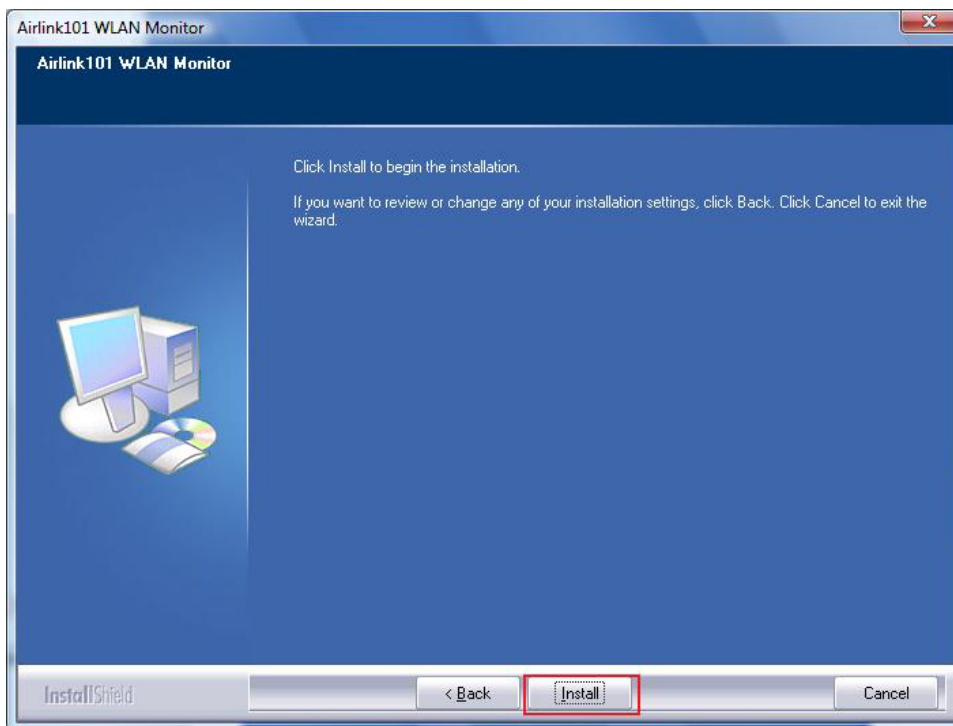 Airlink101 WLAN Monitor
Airlink101 WLAN Monitor
Click Install to begin the installation.
If you want to review or change any of your installation settings, click Back. Click Cancel to exit the
wizard.
InstallShield
< Back
Install
Cancel